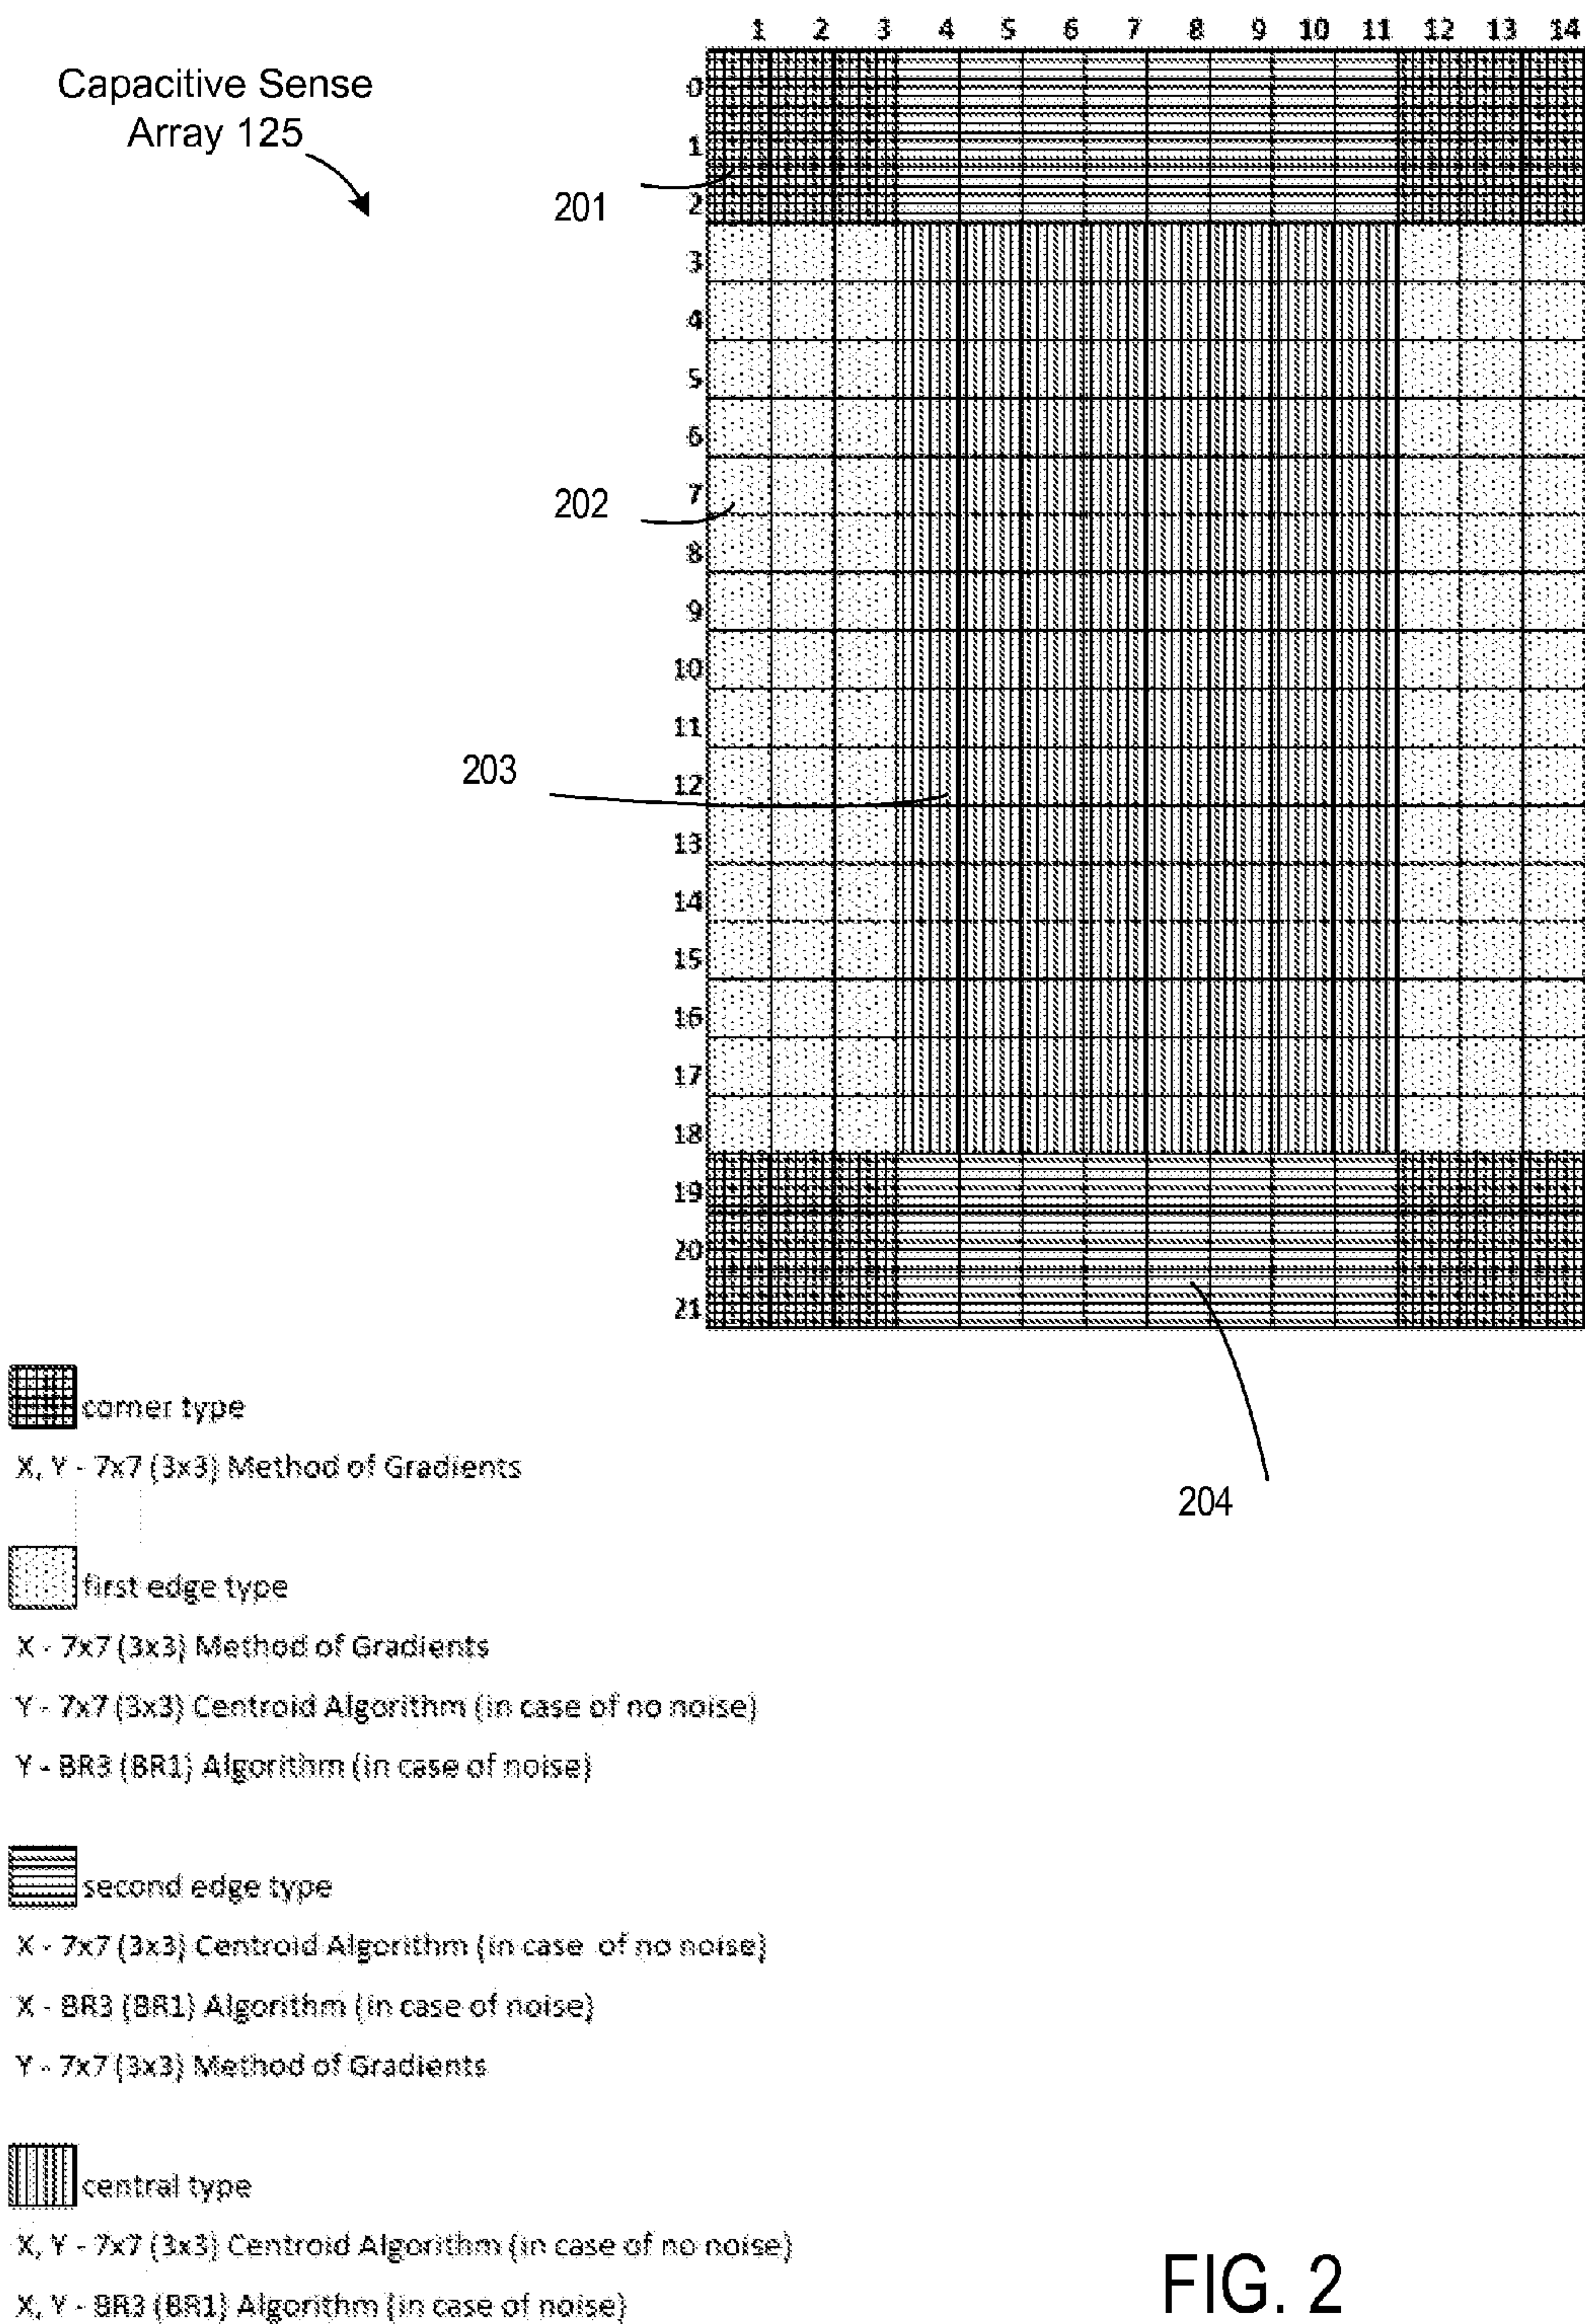 1 2 3 4 5 6 7 8 9 10 11 12 13 14
Capacitive Sense
Array 125
0
1
201
2
3
4
5
6
7
202
8
9
10
11
203
12
13
14
15
16
17
18
19
20
21
204
corner type
X, Y - 7x7 (3x3) Method of Gradients
first edge type
X - 7x7 (3x3) Method of Gradients
Y - 7x7 (3x3) Centroid Algorithm (in case of no noise)
Y - BR3 (BR1) Algorithm (in case of noise)
second edge type
X - 7x7 (3x3) Centroid Algorithm (in case of no noise)
X - BR3 (BR1) Algorithm (in case of noise)
Y - 7x7 (3x3) Method of Gradients
central type
X, Y - 7x7 (3x3) Centroid Algorithm (in case of no noise)
X, Y - BR3 (BR1) Algorithm (in case of noise)
FIG. 2